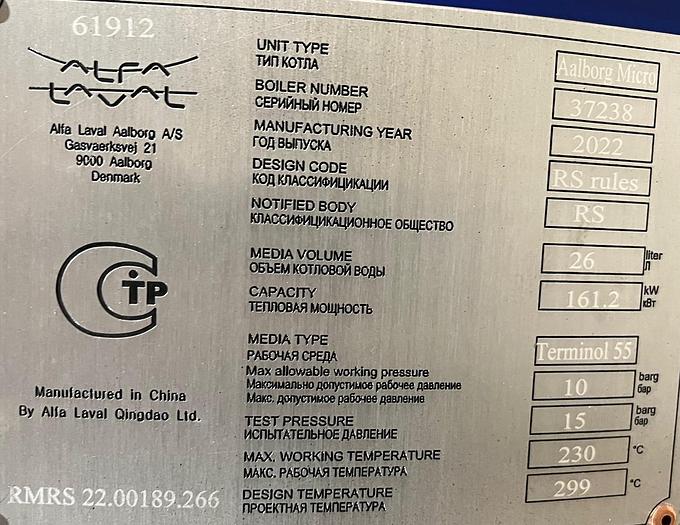 61912
ALFA
LAVAL
Alfa Laval Aalborg A/S
Gasvaerksvej 21
9000 Aalborg
Denmark
CTP
Manufactured in China
By Alfa Laval Qingdao Ltd.
RMRS 22.00189.266
UNIT TYPE Aalborg Micro
ТИП КОТЛА
BOILER NUMBER 37238
СЕРИЙНЫЙ НОМЕР
MANUFACTURING YEAR 2022
ГОД ВЫПУСКА
DESIGN CODE RS rules
КОД КЛАССИФИЦИКАЦИИ
NOTIFIED BODY RS
КЛАССИФИЦИКАЦИОННОЕ ОБЩЕСТВО
MEDIA VOLUME 26 liter
ОБЪЕМ КОТЛОВОЙ ВОДЫ Л
CAPACITY 161.2 kW
ТЕПЛОВАЯ МОЩНОСТЬ кВт
MEDIA TYPE Terminol 55
РАБОЧАЯ СРЕДА
Max allowable working pressure 10 barg
Максимально допустимое рабочее давление бар
Макс. допустимое рабочее давление
TEST PRESSURE 15 barg
ИСПЫТАТЕЛЬНОЕ ДАВЛЕНИЕ бар
MAX. WORKING TEMPERATURE 230 °C
МАКС. РАБОЧАЯ ТЕМПЕРАТУРА
DESIGN TEMPERATURE 299 °C
ПРОЕКТНАЯ ТЕМПЕРАТУРА